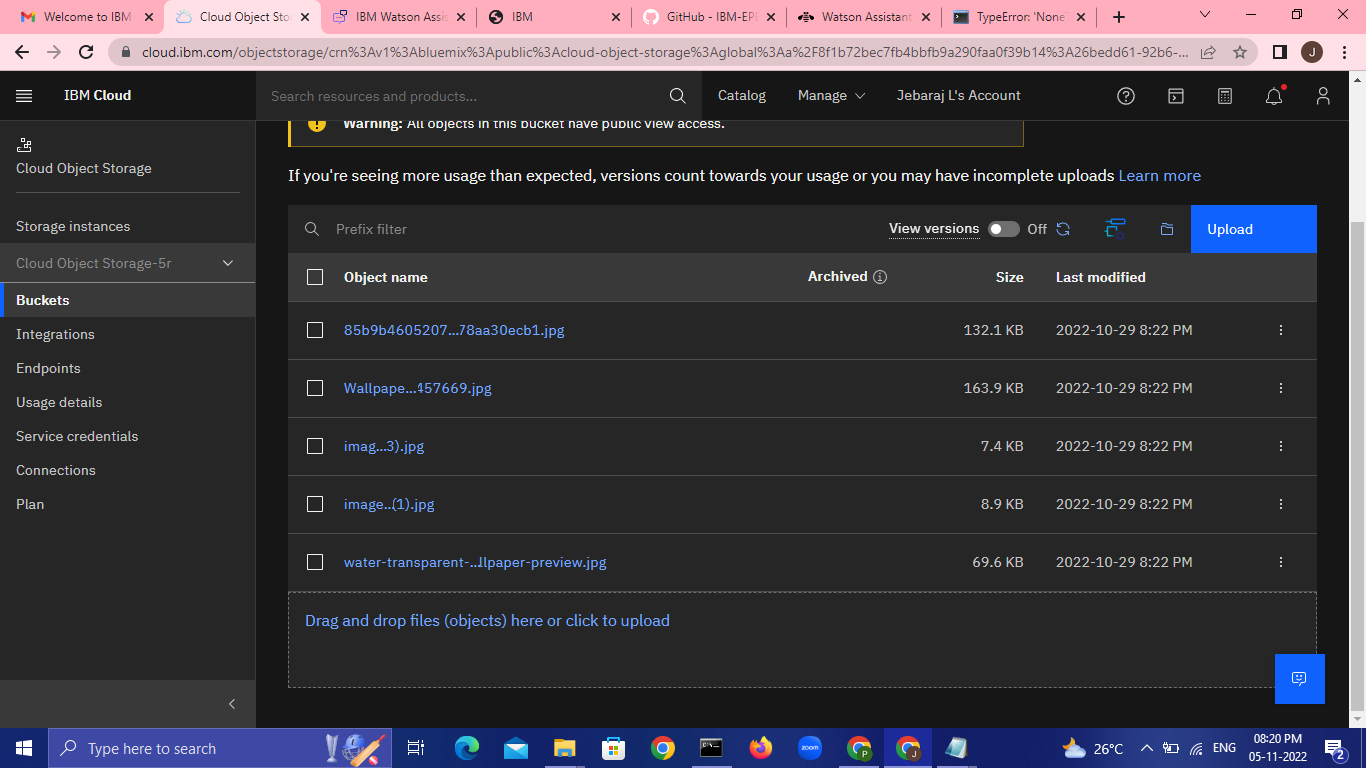 Welcome to IBM
Cloud Object Sto
IBM Watson Assis
IBM
GitHub - IBM-EPI
Watson Assistant
TypeError: 'None
cloud.ibm.com/objectstorage/crn%3Av1%3Abluemix%3Apublic%3Acloud-object-storage%3Aglobal%3Aa%2F8f1b72bec7fb4bbfb9a290faa0f39b14%3A26bedd61-92b6-...
J
IBM Cloud
Search resources and products...
Catalog
Manage
Jebaraj L's Account
Cloud Object Storage
Storage instances
Cloud Object Storage-5r
Buckets
Integrations
Endpoints
Usage details
Service credentials
Connections
Plan
Warning: All objects in this bucket have public view access.
If you're seeing more usage than expected, versions count towards your usage or you may have incomplete uploads Learn more
Prefix filter
View versions Off
Upload
Object name Archived Size Last modified
85b9b4605207...78aa30ecb1.jpg 132.1 KB 2022-10-29 8:22 PM
Wallpape...457669.jpg 163.9 KB 2022-10-29 8:22 PM
imag...3).jpg 7.4 KB 2022-10-29 8:22 PM
image..(1).jpg 8.9 KB 2022-10-29 8:22 PM
water-transparent-...llpaper-preview.jpg 69.6 KB 2022-10-29 8:22 PM
Drag and drop files (objects) here or click to upload
Type here to search
zoom
P
J
26°C
ENG
08:20 PM
05-11-2022
2